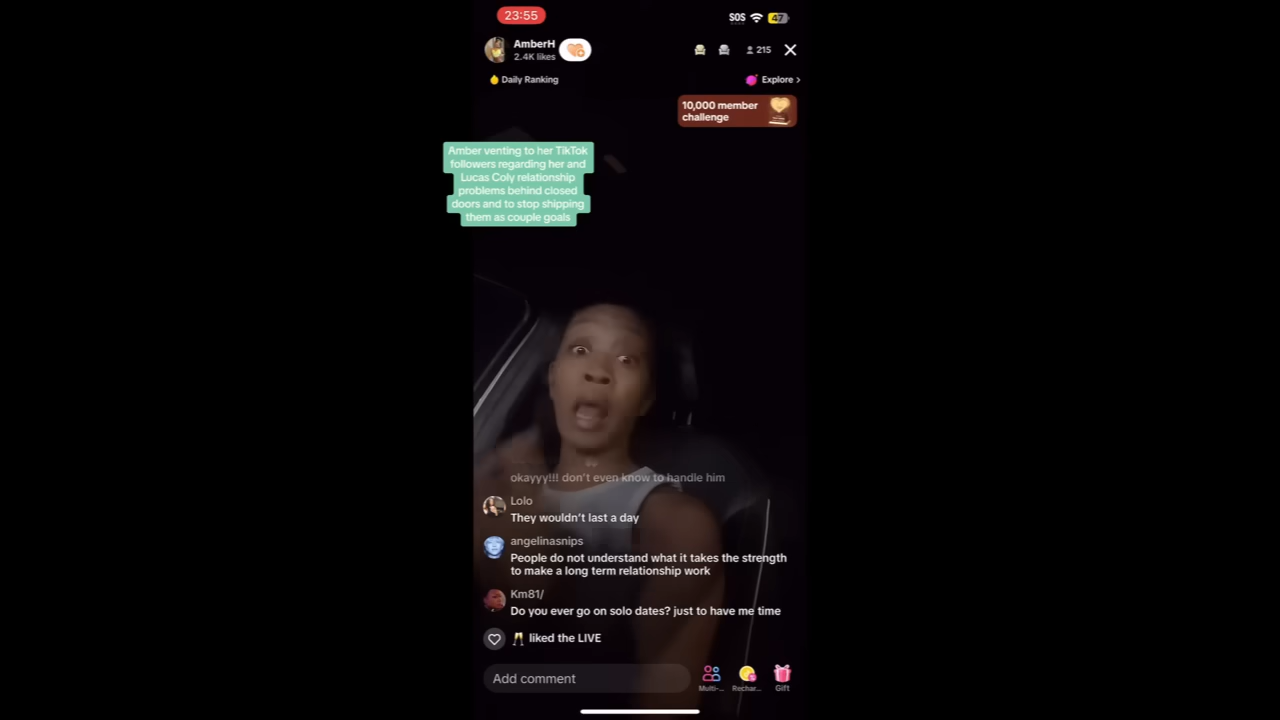 23:55
SOS
47
AmberH
2.4K likes
215
Daily Ranking
Explore >
10,000 member
challenge
Amber venting to her TikTok
followers regarding her and
Lucas Coly relationship
problems behind closed
doors and to stop shipping
them as couple goals
okayyy!!! don't even know to handle him
Lolo
They wouldn't last a day
angelinasnips
People do not understand what it takes the strength
to make a long term relationship work
Km81/
Do you ever go on solo dates? just to have me time
liked the LIVE
Add comment
Multi-...
Rechar...
Gift